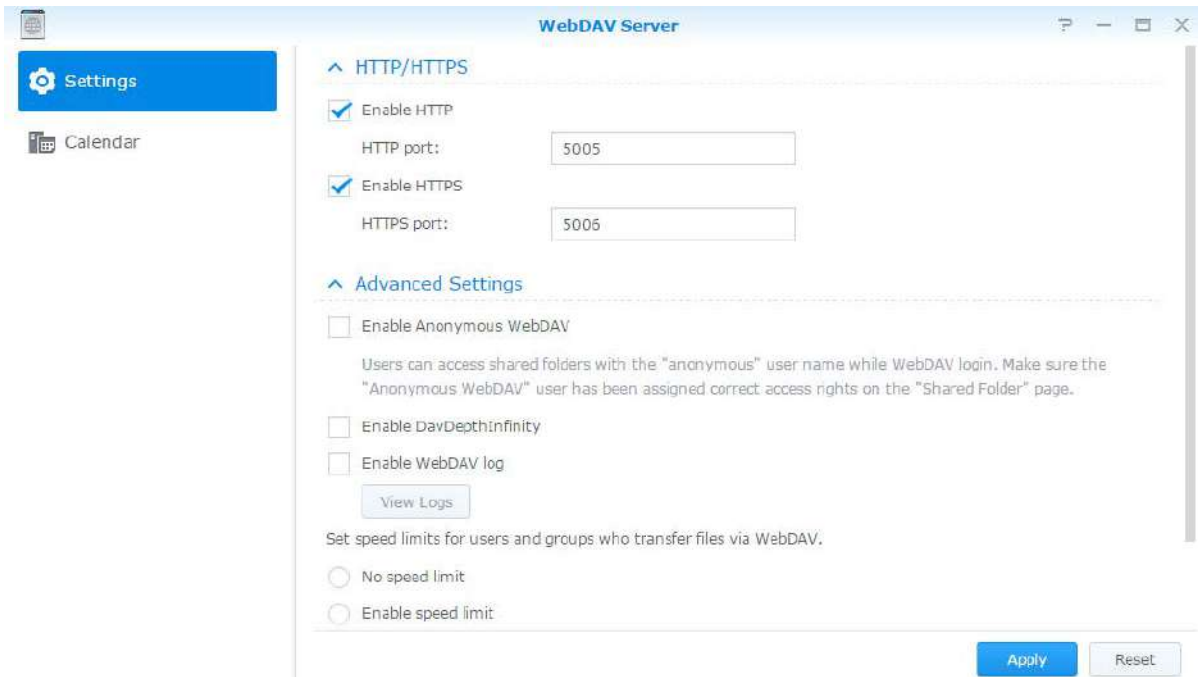 WebDAV Server
Settings
Calendar
HTTP/HTTPS
Enable HTTP
HTTP port: 5005
Enable HTTPS
HTTPS port: 5006
Advanced Settings
Enable Anonymous WebDAV
Users can access shared folders with the "anonymous" user name while WebDAV login. Make sure the
"Anonymous WebDAV" user has been assigned correct access rights on the "Shared Folder" page.
Enable DavDepthInfinity
Enable WebDAV log
View Logs
Set speed limits for users and groups who transfer files via WebDAV.
No speed limit
Enable speed limit
Apply Reset